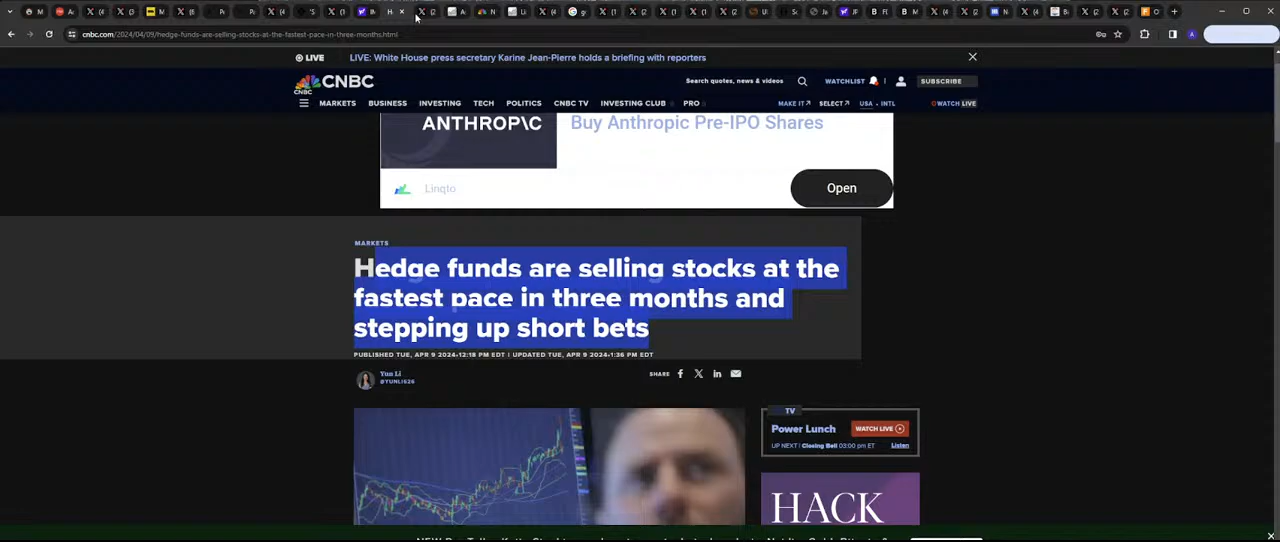 cnbc.com/2024/04/09/hedge-funds-are-selling-stocks-at-the-fastest-pace-in-three-months.html
LIVE
LIVE: White House press secretary Karine Jean-Pierre holds a briefing with reporters
CNBC
Search quotes, news & videos
WATCHLIST
SUBSCRIBE
MARKETS BUSINESS INVESTING TECH POLITICS CNBC TV INVESTING CLUB PRO
MAKE IT SELECT USA • INTL WATCH LIVE
ANTHROP\C
Buy Anthropic Pre-IPO Shares
Linqto
Open
MARKETS
Hedge funds are selling stocks at the
fastest pace in three months and
stepping up short bets
PUBLISHED TUE, APR 9 2024•12:18 PM EDT | UPDATED TUE, APR 9 2024•1:36 PM EDT
Yun Li
@YUNLI626
SHARE
TV
Power Lunch
WATCH LIVE
UP NEXT | Closing Bell 03:00 pm ET
Listen
HACK